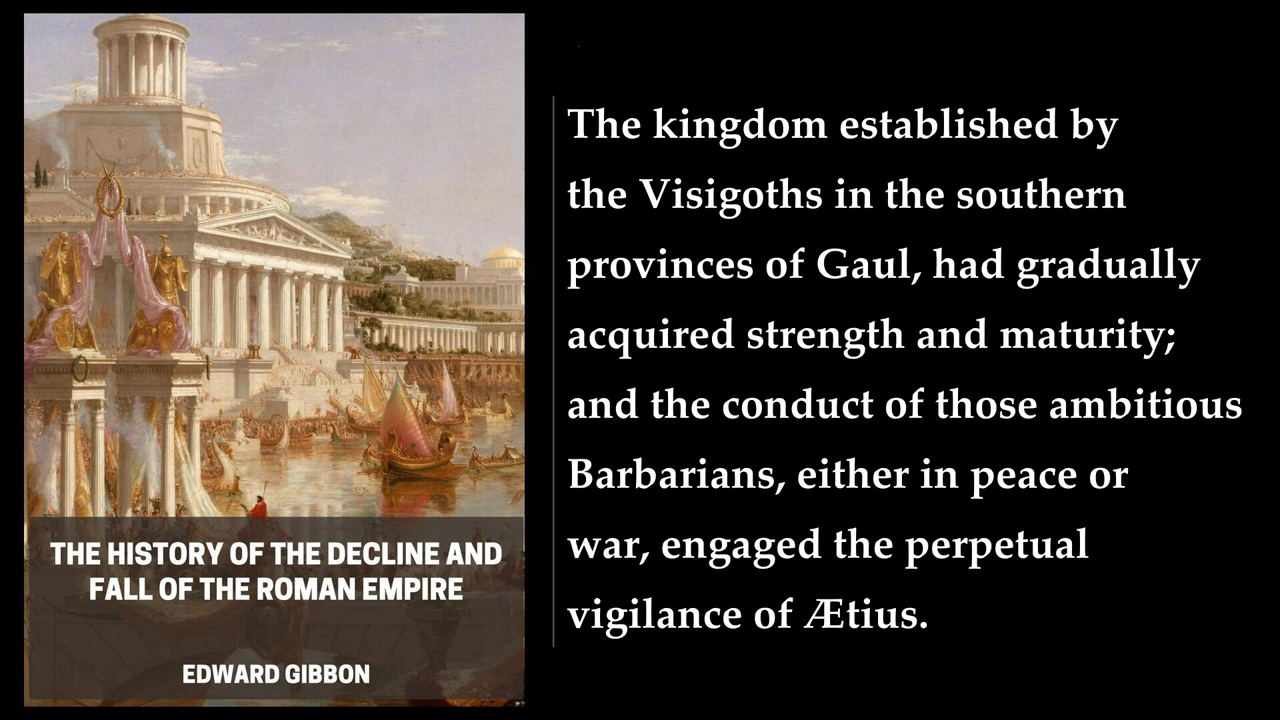 THE HISTORY OF THE DECLINE AND
FALL OF THE ROMAN EMPIRE
EDWARD GIBBON
The kingdom established by
the Visigoths in the southern
provinces of Gaul, had gradually
acquired strength and maturity;
and the conduct of those ambitious
Barbarians, either in peace or
war, engaged the perpetual
vigilance of Ætius.